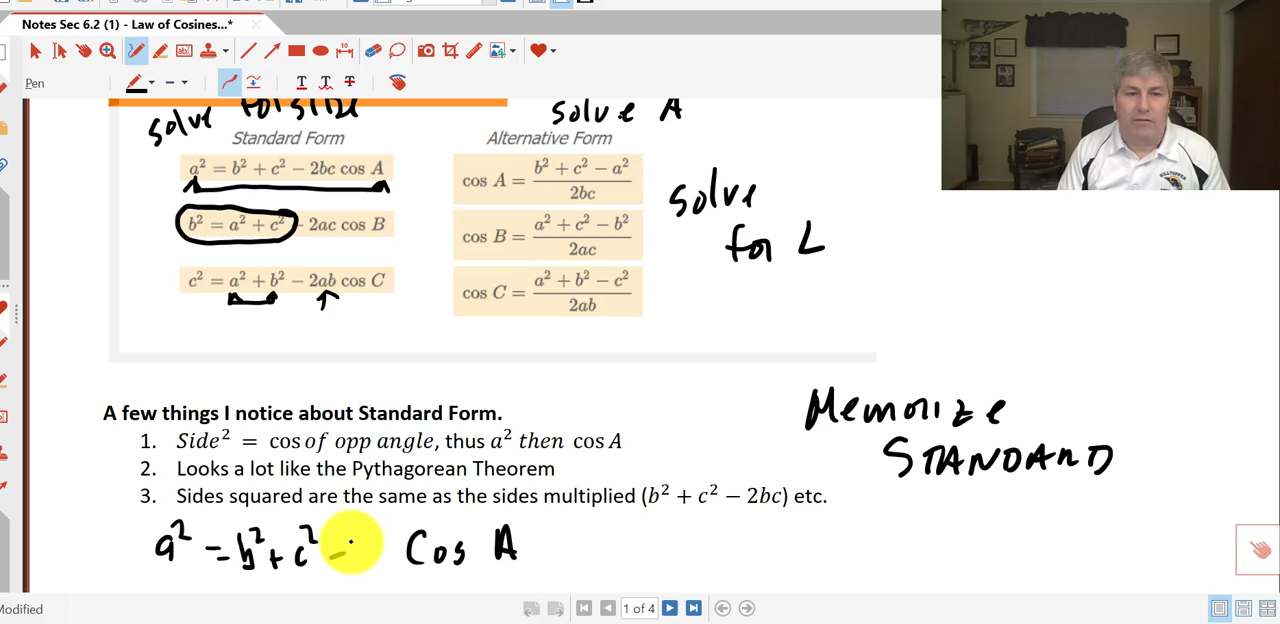 Notes Sec 6.2 (1) - Law of Cosines...*
Pen
solve for side
solve A
Standard Form
Alternative Form
a² = b² + c² − 2bc cos A
cos A = b² + c² − a² / 2bc
solve
for L
b² = a² + c² − 2ac cos B
cos B = a² + c² − b² / 2ac
c² = a² + b² − 2ab cos C
cos C = a² + b² − c² / 2ab
HILLTOPPER
A few things I notice about Standard Form.
Memorize
STANDARD
1. Side² = cos of opp angle, thus a² then cos A
2. Looks a lot like the Pythagorean Theorem
3. Sides squared are the same as the sides multiplied (b² + c² − 2bc) etc.
a² = b² + c² − Cos A
Modified
1 of 4